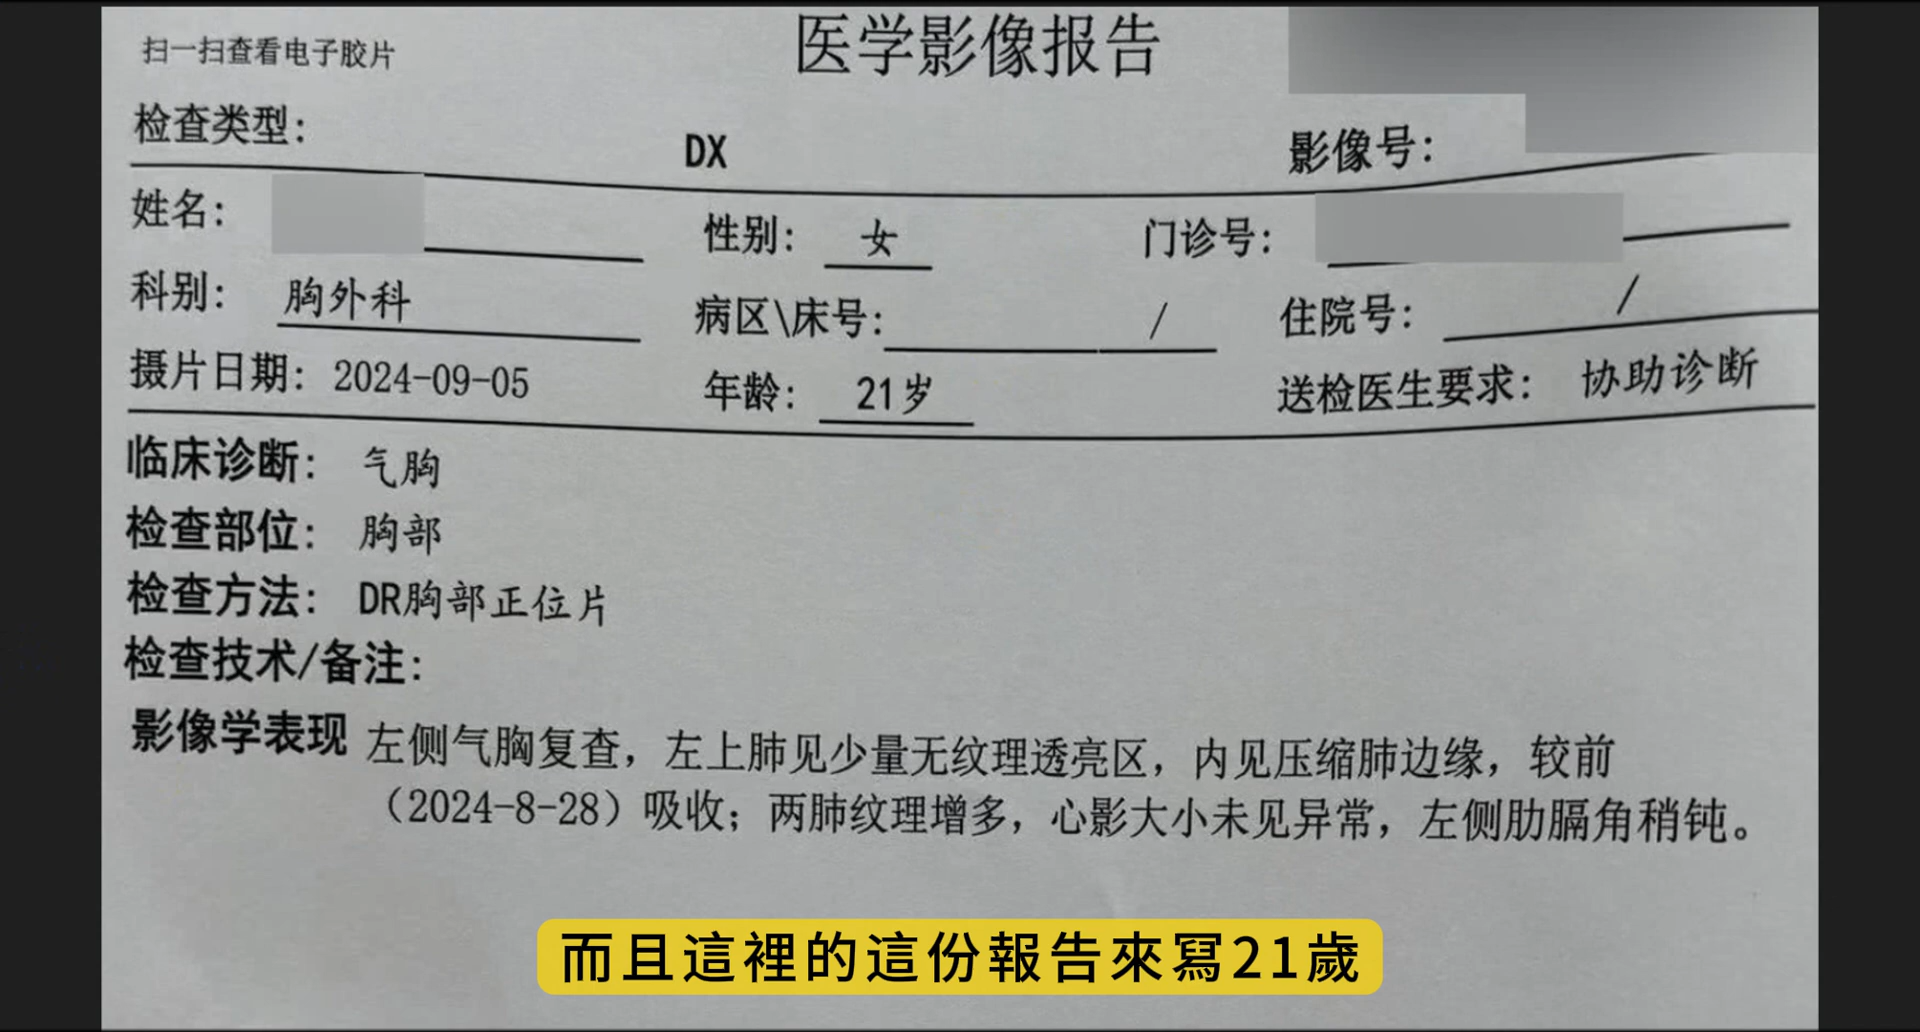 医学影像报告
扫一扫查看电子胶片
检查类型: DX 影像号:
姓名: 性别: 女 门诊号:
科别: 胸外科 病区\床号: / 住院号: /
摄片日期: 2024-09-05 年龄: 21岁 送检医生要求: 协助诊断
临床诊断: 气胸
检查部位: 胸部
检查方法: DR胸部正位片
检查技术/备注:
影像学表现 左侧气胸复查，左上肺见少量无纹理透亮区，内见压缩肺边缘，较前
（2024-8-28）吸收；两肺纹理增多，心影大小未见异常，左侧肋膈角稍钝。
而且這裡的這份報告來寫21歲